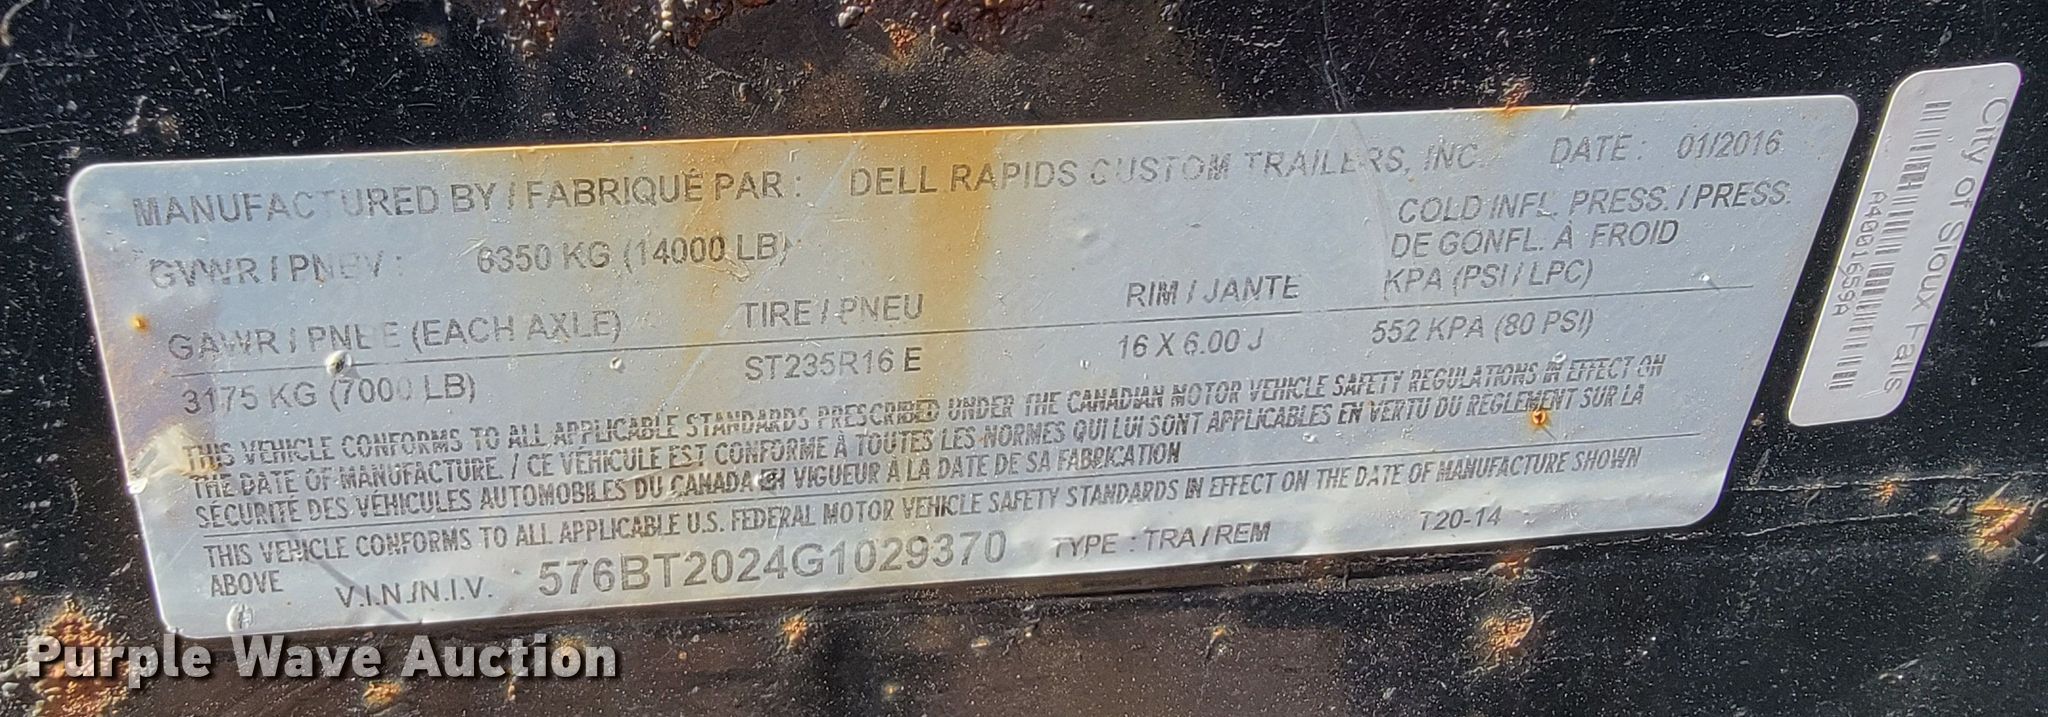 MANUFACTURED BY / FABRIQUÉ PAR : DELL RAPIDS CUSTOM TRAILERS, INC. DATE : 01/2016
GVWR / PNBV : 6350 KG (14000 LB)
COLD INFL. PRESS. / PRESS.
DE GONFL. À FROID
GAWR / PNBE (EACH AXLE) TIRE / PNEU RIM / JANTE KPA (PSI / LPC)
3175 KG (7000 LB) ST235R16 E 16 X 6.00 J 552 KPA (80 PSI)
THIS VEHICLE CONFORMS TO ALL APPLICABLE STANDARDS PRESCRIBED UNDER THE CANADIAN MOTOR VEHICLE SAFETY REGULATIONS IN EFFECT ON
THE DATE OF MANUFACTURE. / CE VÉHICULE EST CONFORME À TOUTES LES NORMES QUI LUI SONT APPLICABLES EN VERTU DU RÈGLEMENT SUR LA
SÉCURITÉ DES VÉHICULES AUTOMOBILES DU CANADA EN VIGUEUR À LA DATE DE SA FABRICATION
THIS VEHICLE CONFORMS TO ALL APPLICABLE U.S. FEDERAL MOTOR VEHICLE SAFETY STANDARDS IN EFFECT ON THE DATE OF MANUFACTURE SHOWN
ABOVE
V.I.N./N.I.V. 576BT2024G1029370 TYPE : TRA / REM T20-14
City of Sioux Falls
A4001659A
Purple Wave Auction